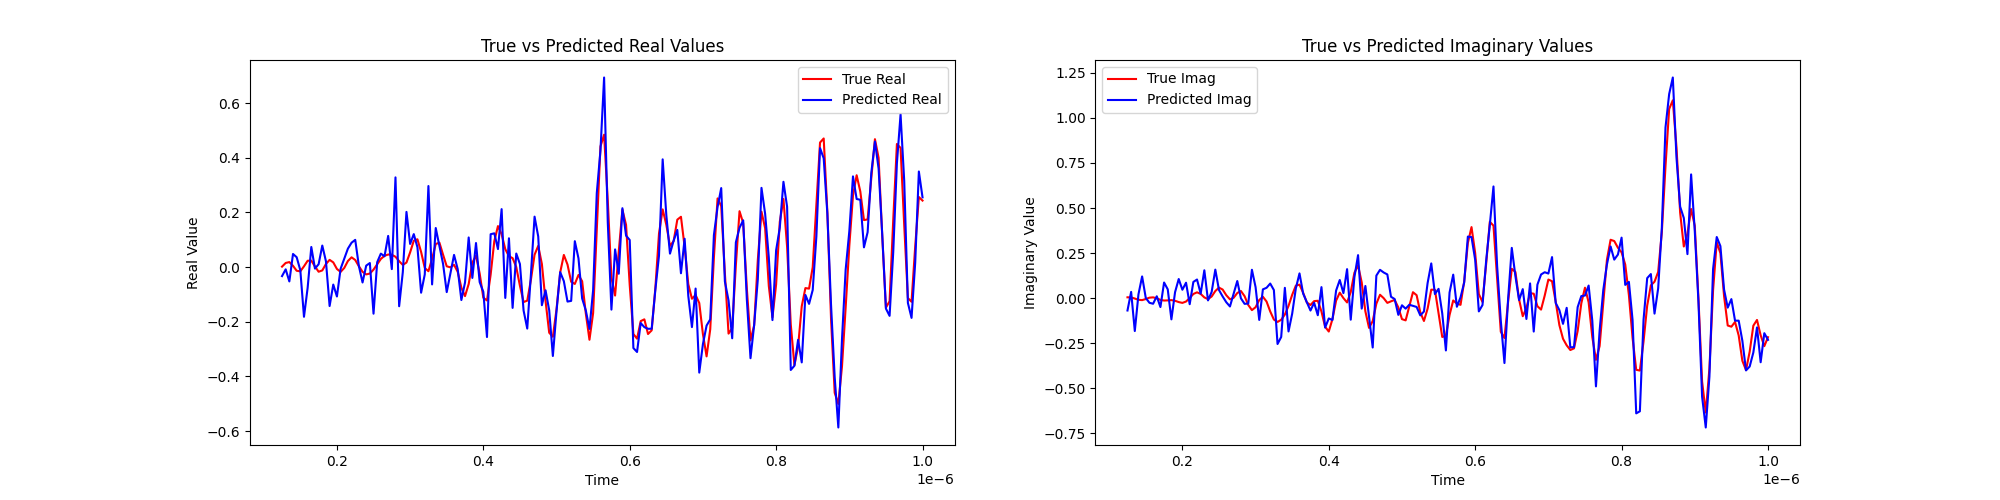 True vs Predicted Real Values
True Real
Predicted Real
Real Value
0.6
0.4
0.2
0.0
−0.2
−0.4
−0.6
0.2
0.4
0.6
0.8
1.0
1e−6
Time
True vs Predicted Imaginary Values
True Imag
Predicted Imag
Imaginary Value
1.25
1.00
0.75
0.50
0.25
0.00
−0.25
−0.50
−0.75
0.2
0.4
0.6
0.8
1.0
1e−6
Time